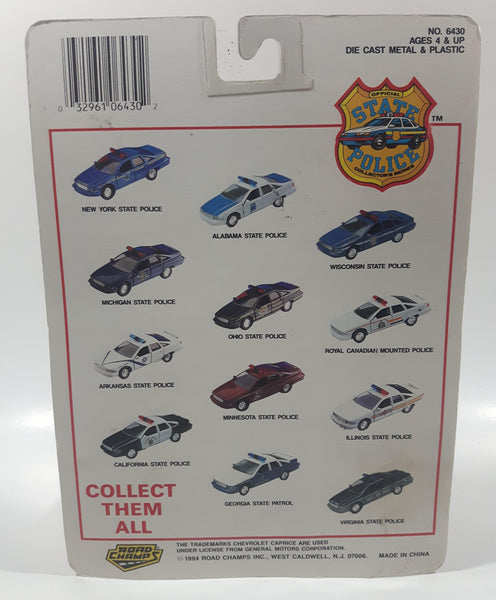 NO. 6430
AGES 4 & UP
DIE CAST METAL & PLASTIC
0 32961 06430 2
OFFICIAL
STATE
POLICE
COLLECTOR'S SERIES
TM
NEW YORK STATE POLICE
ALABAMA STATE POLICE
WISCONSIN STATE POLICE
MICHIGAN STATE POLICE
OHIO STATE POLICE
ROYAL CANADIAN MOUNTED POLICE
ARKANSAS STATE POLICE
MINNESOTA STATE POLICE
ILLINOIS STATE POLICE
CALIFORNIA STATE POLICE
GEORGIA STATE PATROL
VIRGINIA STATE POLICE
COLLECT
THEM
ALL
ROAD
CHAMPS
THE TRADEMARKS CHEVROLET CAPRICE ARE USED
UNDER LICENSE FROM GENERAL MOTORS CORPORATION.
© 1994 ROAD CHAMPS INC., WEST CALDWELL, N.J. 07006. MADE IN CHINA